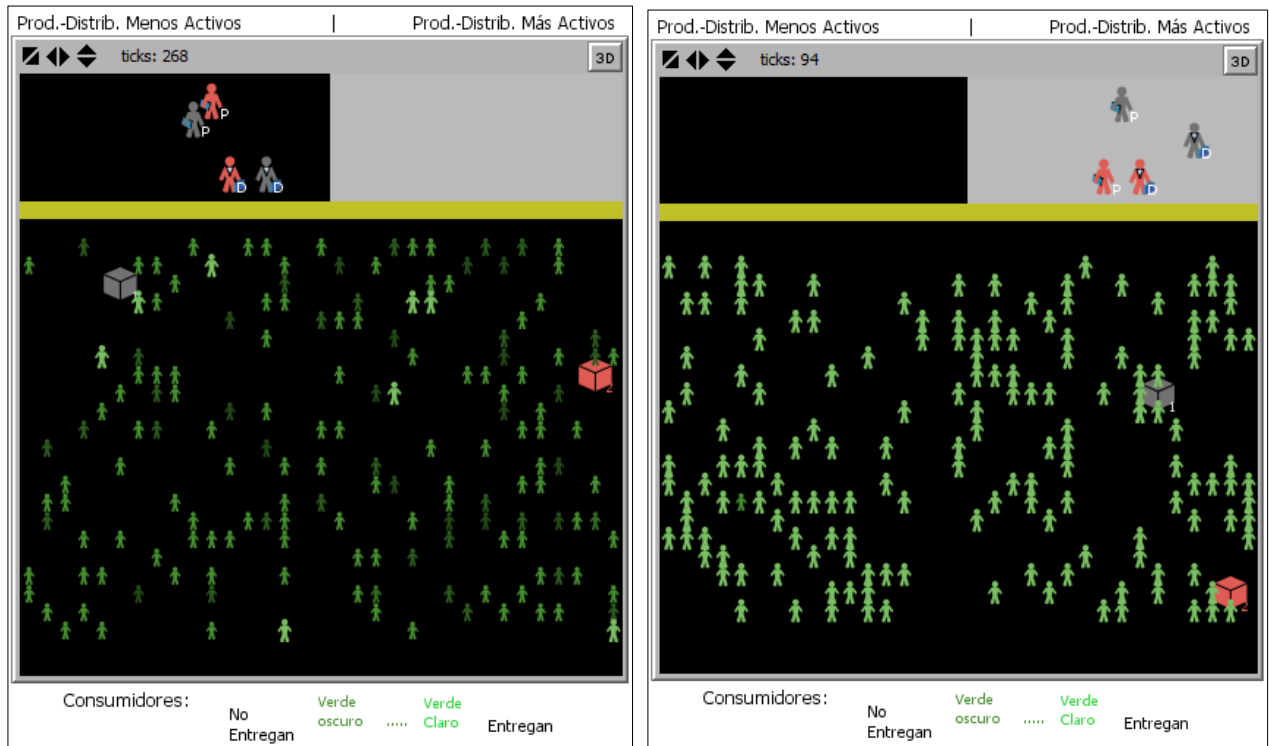 Prod.-Distrib. Menos Activos | Prod.-Distrib. Más Activos
ticks: 268 3D
P
P
D D
1
2
Consumidores:
No
Entregan
Verde
oscuro
.....
Verde
Claro
Entregan
Prod.-Distrib. Menos Activos | Prod.-Distrib. Más Activos
ticks: 94 3D
P
D
P D
1
2
Consumidores:
No
Entregan
Verde
oscuro
.....
Verde
Claro
Entregan